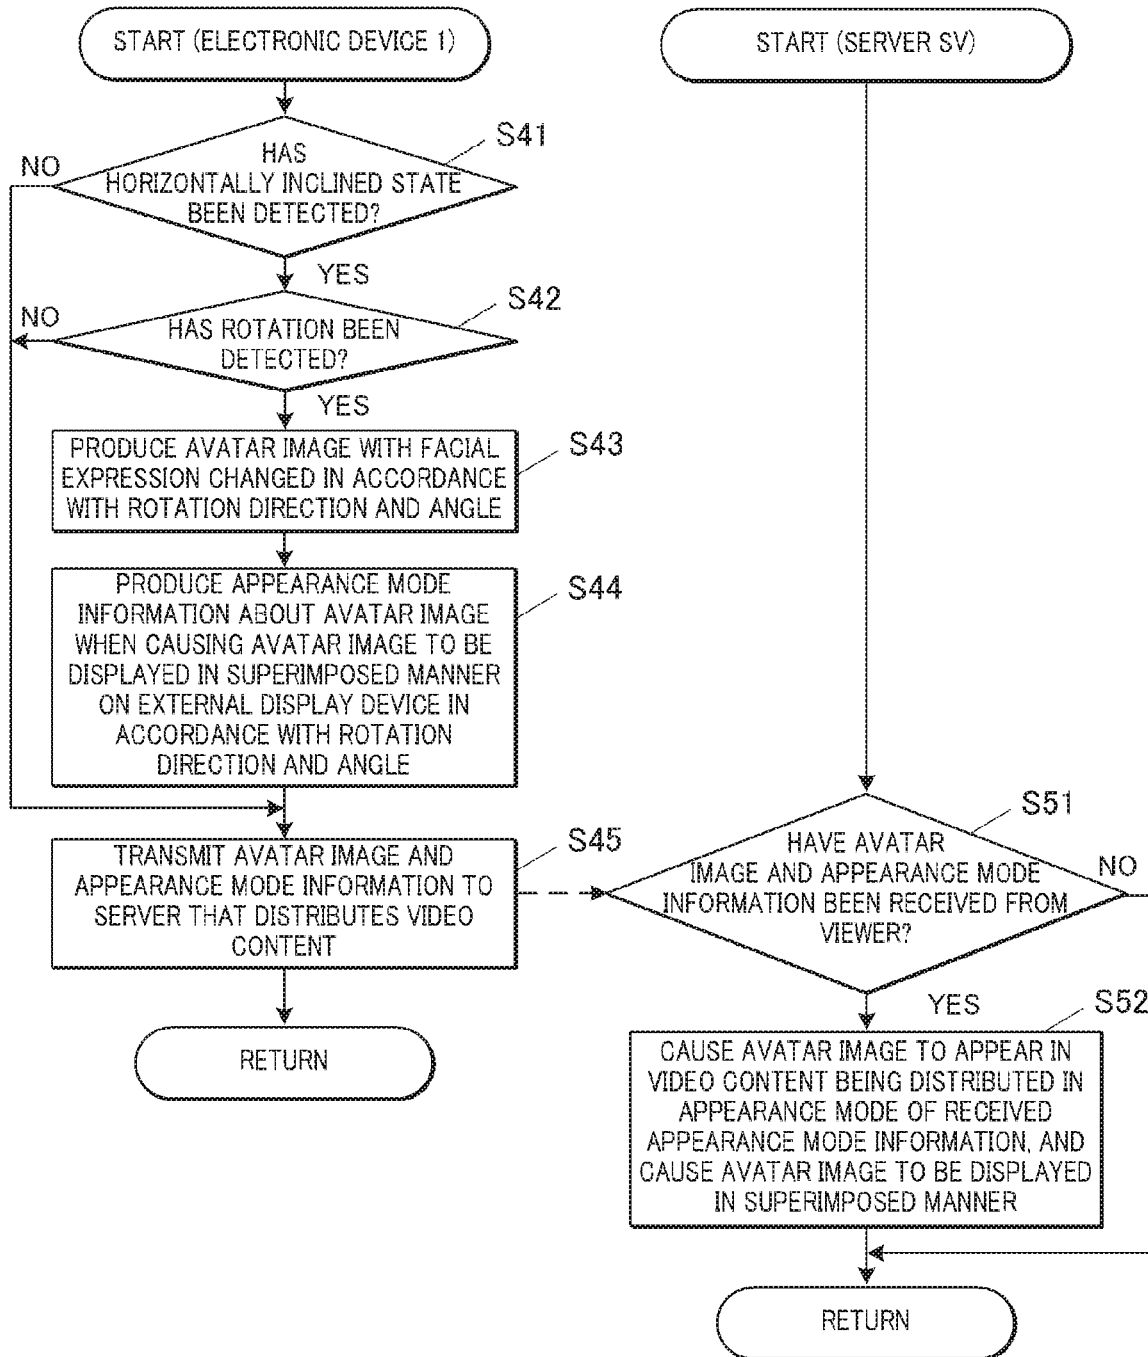 START (ELECTRONIC DEVICE 1)
S41
NO
HAS
HORIZONTALLY INCLINED STATE
BEEN DETECTED?
YES
S42
NO
HAS ROTATION BEEN
DETECTED?
YES
S43
PRODUCE AVATAR IMAGE WITH FACIAL
EXPRESSION CHANGED IN ACCORDANCE
WITH ROTATION DIRECTION AND ANGLE
S44
PRODUCE APPEARANCE MODE
INFORMATION ABOUT AVATAR IMAGE
WHEN CAUSING AVATAR IMAGE TO BE
DISPLAYED IN SUPERIMPOSED MANNER
ON EXTERNAL DISPLAY DEVICE IN
ACCORDANCE WITH ROTATION
DIRECTION AND ANGLE
S45
TRANSMIT AVATAR IMAGE AND
APPEARANCE MODE INFORMATION TO
SERVER THAT DISTRIBUTES VIDEO
CONTENT
RETURN
START (SERVER SV)
S51
HAVE AVATAR
IMAGE AND APPEARANCE MODE
INFORMATION BEEN RECEIVED FROM
VIEWER?
NO
YES
S52
CAUSE AVATAR IMAGE TO APPEAR IN
VIDEO CONTENT BEING DISTRIBUTED IN
APPEARANCE MODE OF RECEIVED
APPEARANCE MODE INFORMATION, AND
CAUSE AVATAR IMAGE TO BE DISPLAYED
IN SUPERIMPOSED MANNER
RETURN